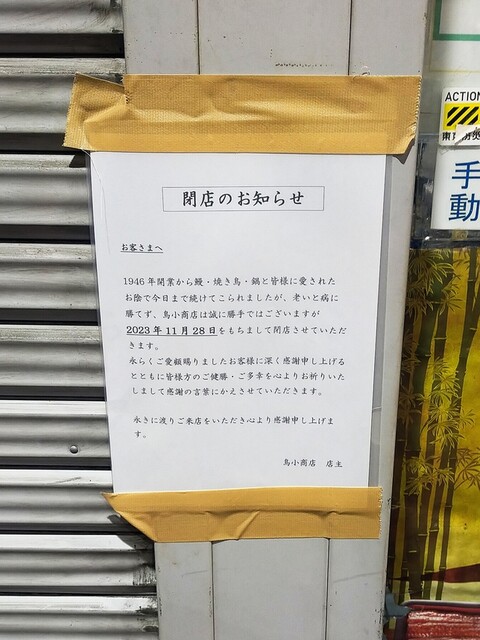 閉店のお知らせ
お客さまへ
1946年開業から鰻・焼き鳥・鍋と皆様に愛された
お陰で今日まで続けてこられましたが、老いと病に
勝てず、鳥小商店は誠に勝手ではございますが
2023年11月28日をもちまして閉店させていただ
きます。
永らくご愛顧賜りましたお客様に深く感謝申し上げる
とともに皆様方のご健勝・ご多幸を心よりお祈りいた
しまして感謝の言葉にかえさせていただきます。
永きに渡りご来店をいただき心より感謝申し上げま
す。
鳥小商店 店主
ACTION
手
動